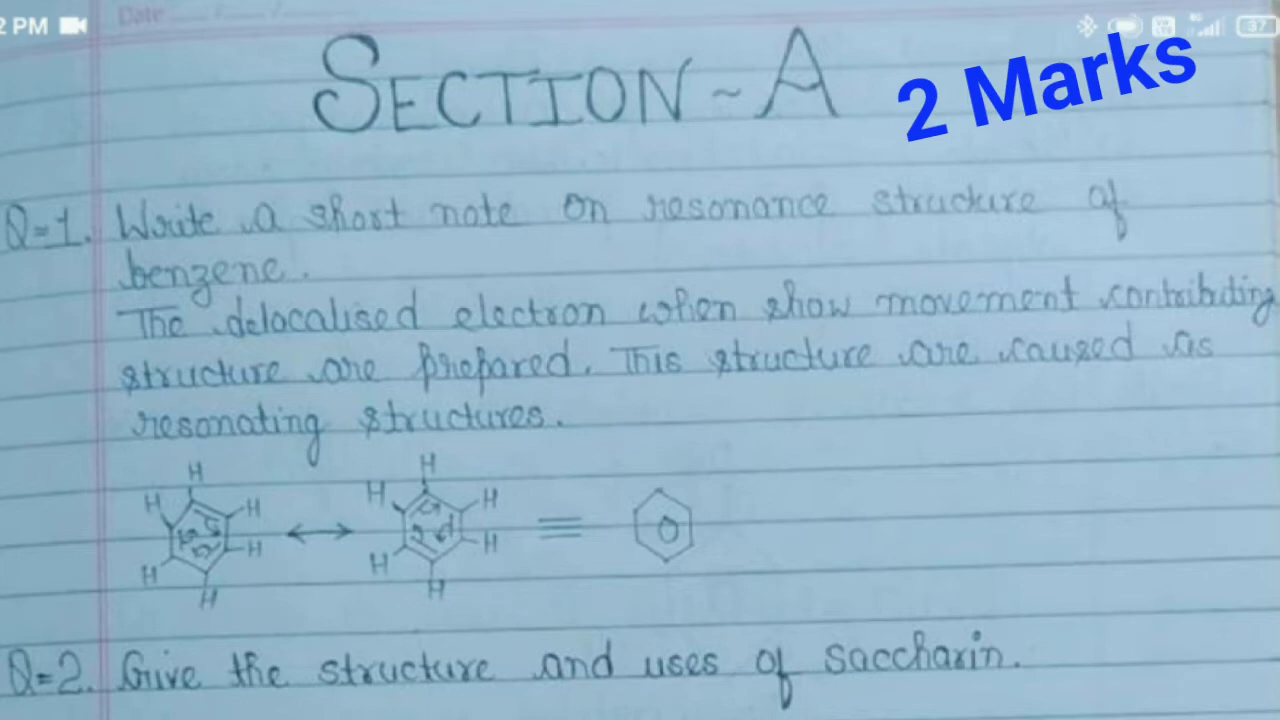 2 PM
Date
37
SECTION - A
2 Marks
Q=1. Write a short note on resonance structure of
benzene.
The delocalised electron when show movement contributing
structure are prepared. This structure are caused as
resonating structures.
H H
H H H H
H H H H
H H
Q=2. Give the structure and uses of saccharin.